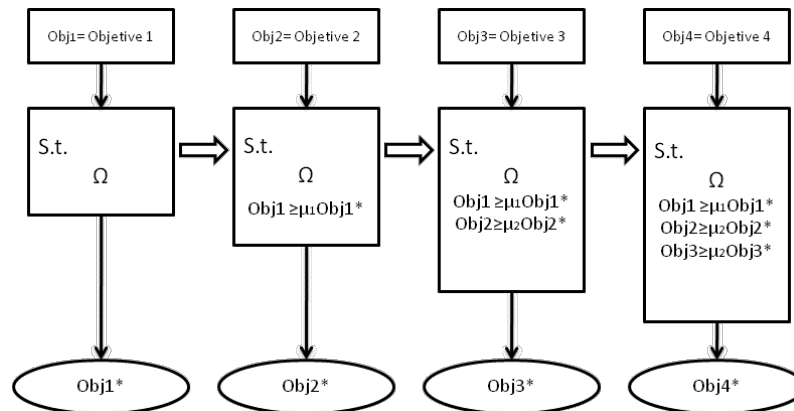 Obj1= Objetive 1
Obj2= Objetive 2
Obj3= Objetive 3
Obj4= Objetive 4
S.t.
Ω
S.t.
Ω
Obj1 ≥µ₁Obj1*
S.t.
Ω
Obj1 ≥µ₁Obj1*
Obj2≥µ₂Obj2*
S.t.
Ω
Obj1 ≥µ₁Obj1*
Obj2≥µ₂Obj2*
Obj3≥µ₂Obj3*
Obj1*
Obj2*
Obj3*
Obj4*